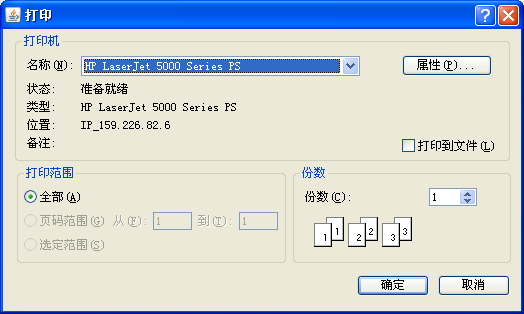 打印
打印机
名称(N): HP LaserJet 5000 Series PS 属性(P)...
状态: 准备就绪
类型: HP LaserJet 5000 Series PS
位置: IP_159.226.82.6
备注: 打印到文件(L)
打印范围
全部(A)
页码范围(G) 从(F): 1 到(T): 1
选定范围(S)
份数
份数(C): 1
1 1 2 2 3 3
确定 取消